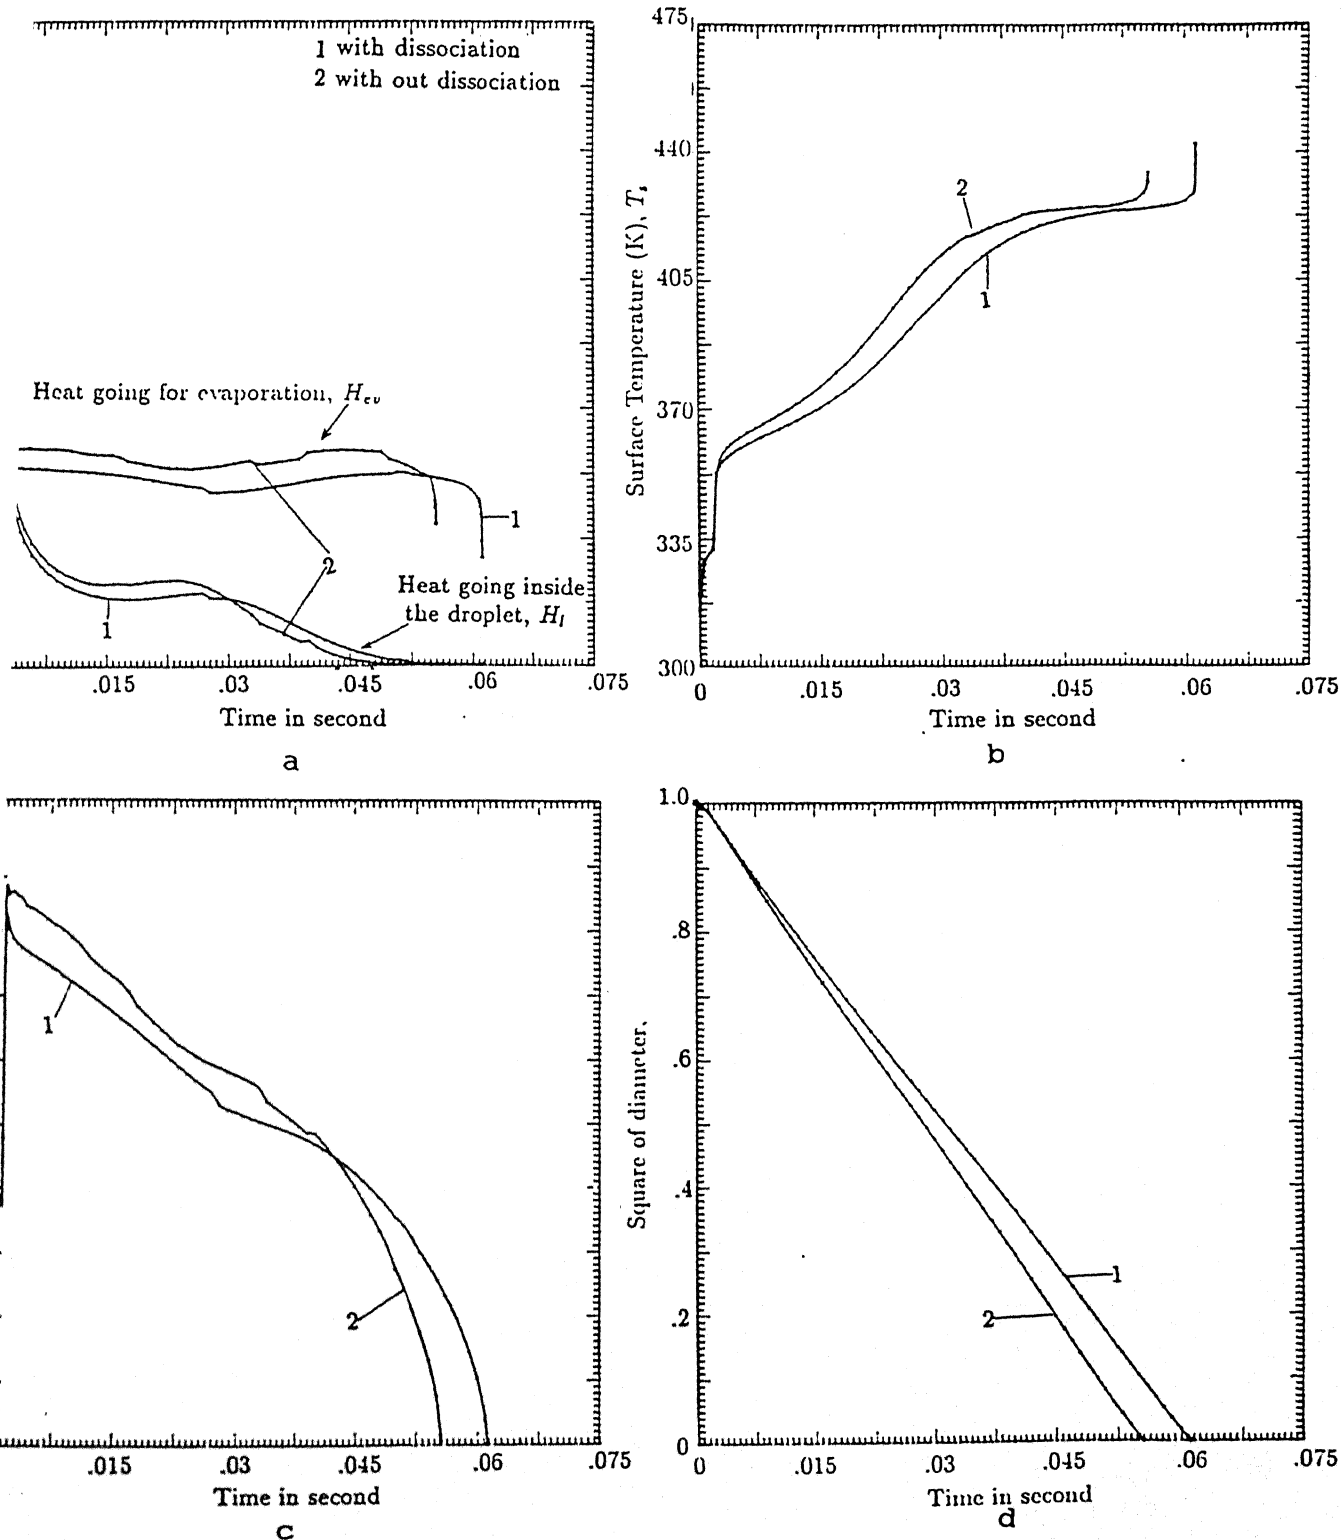 1 with dissociation
2 with out dissociation
Heat going for evaporation, H_ev
1
2
Heat going inside
the droplet, H_l
1
.015 .03 .045 .06 .075
Time in second
a
475
440
405
370
335
300
Surface Temperature (K), T_s
2
1
0 .015 .03 .045 .06 .075
Time in second
b
1
2
.015 .03 .045 .06 .075
Time in second
c
1.0
.8
.6
.4
.2
0
Square of diameter.
1
2
0 .015 .03 .045 .06 .075
Time in second
d